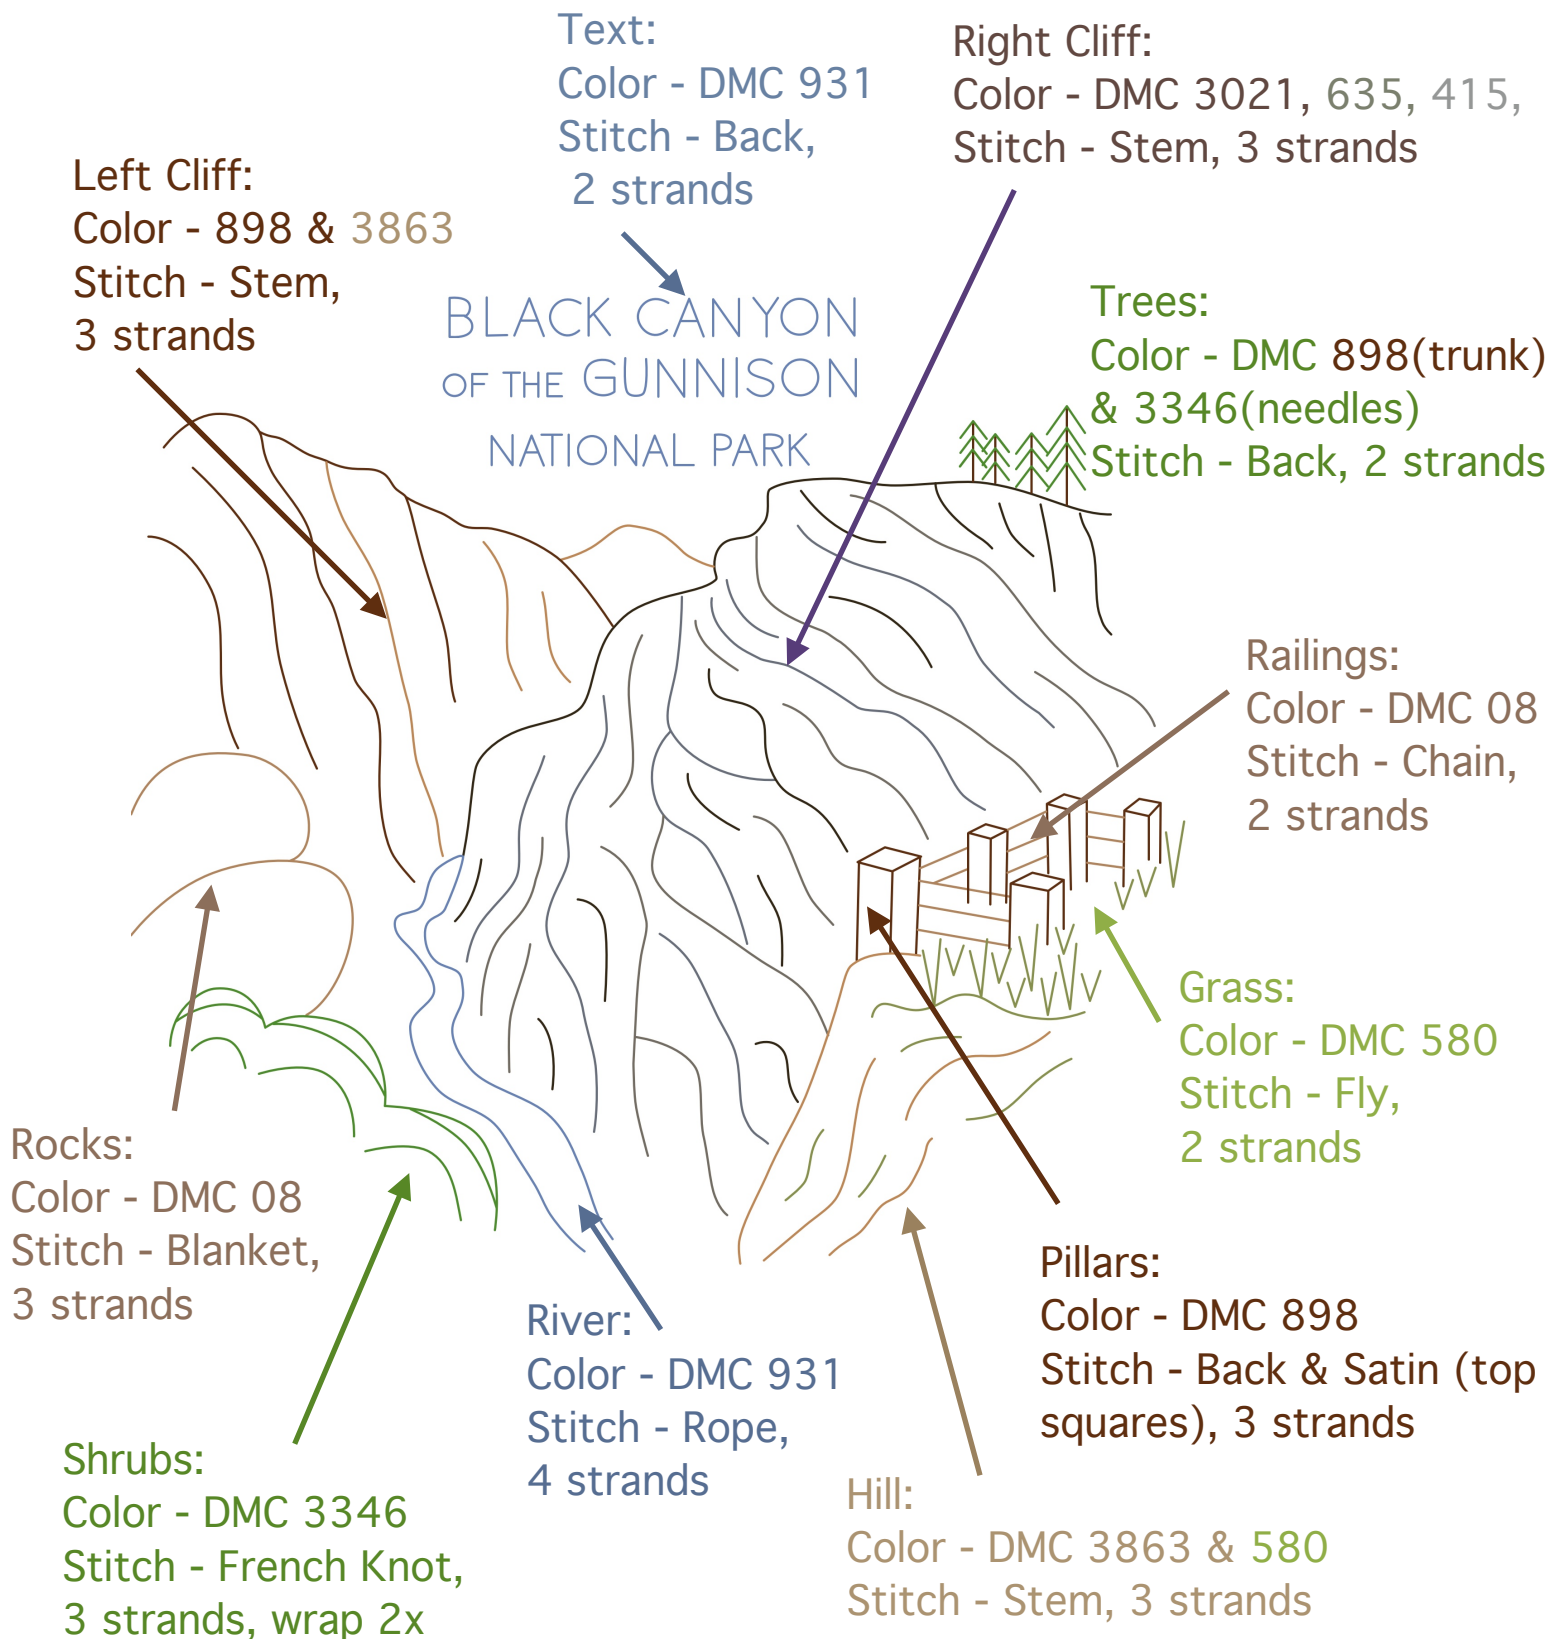 Text:
Color - DMC 931
Stitch - Back,
2 strands
Right Cliff:
Color - DMC 3021, 635, 415,
Stitch - Stem, 3 strands
Left Cliff:
Color - 898 & 3863
Stitch - Stem,
3 strands
BLACK CANYON
OF THE GUNNISON
NATIONAL PARK
Trees:
Color - DMC 898(trunk)
& 3346(needles)
Stitch - Back, 2 strands
Railings:
Color - DMC 08
Stitch - Chain,
2 strands
Grass:
Color - DMC 580
Stitch - Fly,
2 strands
Rocks:
Color - DMC 08
Stitch - Blanket,
3 strands
Pillars:
Color - DMC 898
Stitch - Back & Satin (top
squares), 3 strands
River:
Color - DMC 931
Stitch - Rope,
4 strands
Shrubs:
Color - DMC 3346
Stitch - French Knot,
3 strands, wrap 2x
Hill:
Color - DMC 3863 & 580
Stitch - Stem, 3 strands